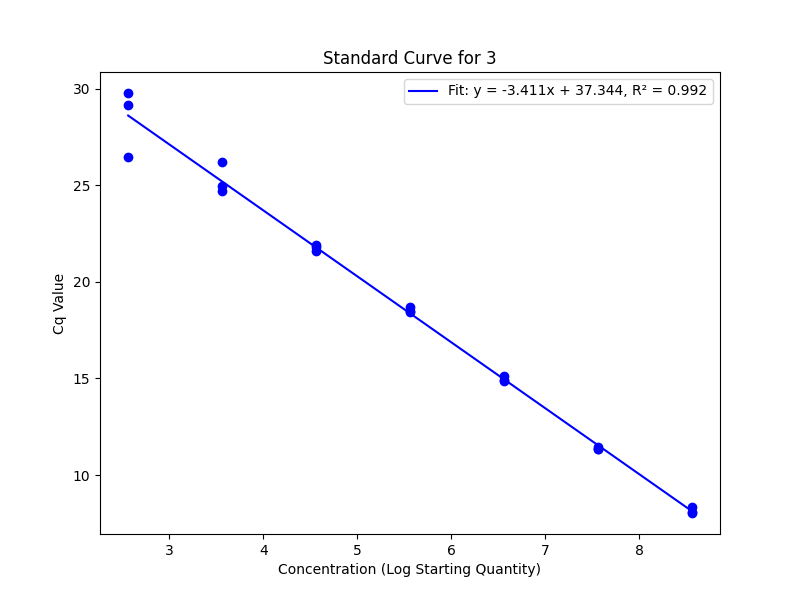 Standard Curve for 3
Fit: y = -3.411x + 37.344, R² = 0.992
30
25
20
15
10
Cq Value
3 4 5 6 7 8
Concentration (Log Starting Quantity)